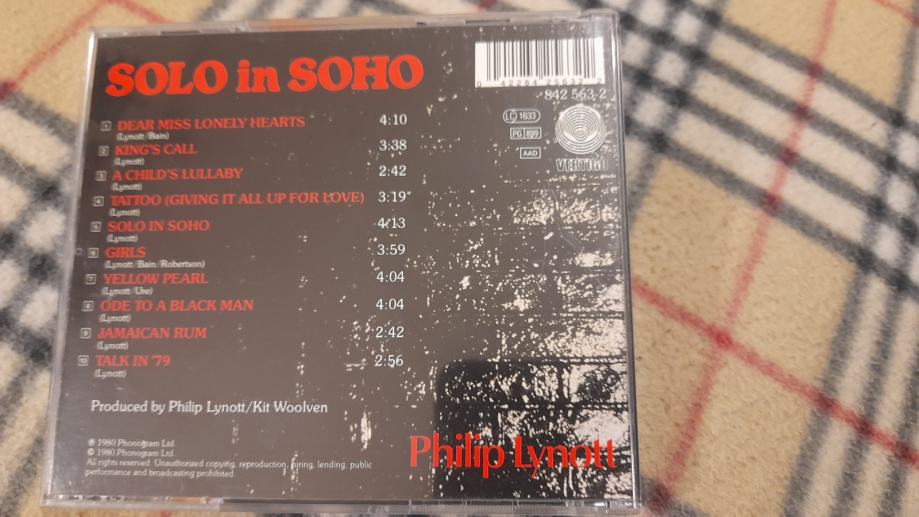 SOLO in SOHO
0 42284 25632 2
842 563-2
LC 1633
PG 899
AAD
VERTIGO
1 DEAR MISS LONELY HEARTS 4:10
(Lynott/Bain)
2 KING'S CALL 3:38
(Lynott)
3 A CHILD'S LULLABY 2:42
(Lynott)
4 TATTOO (GIVING IT ALL UP FOR LOVE) 3:19
(Lynott)
5 SOLO IN SOHO 4:13
(Lynott)
6 GIRLS 3:59
(Lynott/Bain/Robertson)
7 YELLOW PEARL 4:04
(Lynott/Ure)
8 ODE TO A BLACK MAN 4:04
(Lynott)
9 JAMAICAN RUM 2:42
(Lynott)
10 TALK IN '79 2:56
(Lynott)
Produced by Philip Lynott/Kit Woolven
℗ 1980 Phonogram Ltd.
© 1980 Phonogram Ltd.
All rights reserved. Unauthorized copying, reproduction, hiring, lending, public
performance and broadcasting prohibited.
Philip Lynott